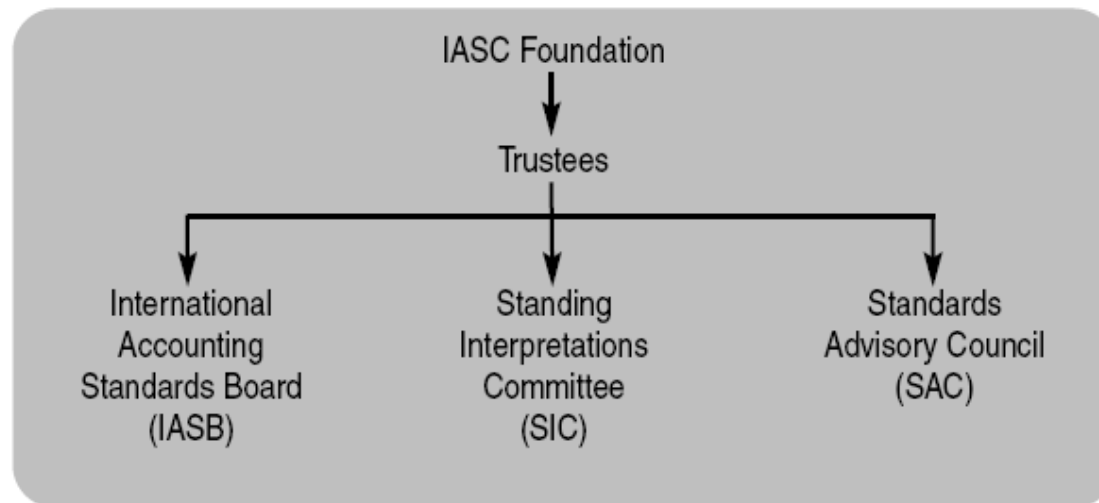 IASC Foundation
Trustees
International
Accounting
Standards Board
(IASB)
Standing
Interpretations
Committee
(SIC)
Standards
Advisory Council
(SAC)